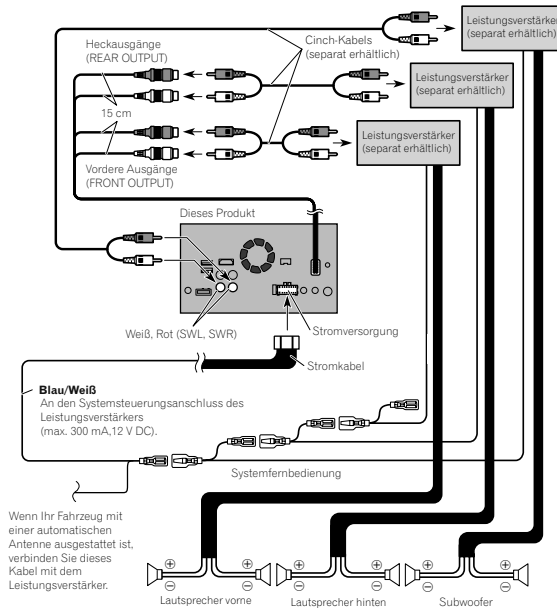 Leistungsverstärker
(separat erhältlich)
Heckausgänge
(REAR OUTPUT)
Cinch-Kabels
(separat erhältlich)
Leistungsverstärker
(separat erhältlich)
15 cm
Leistungsverstärker
(separat erhältlich)
Vordere Ausgänge
(FRONT OUTPUT)
Dieses Produkt
Weiß, Rot (SWL, SWR)
Stromversorgung
Stromkabel
Blau/Weiß
An den Systemsteuerungsanschluss des
Leistungsverstärkers
(max. 300 mA,12 V DC).
Systemfernbedienung
Wenn Ihr Fahrzeug mit
einer automatischen
Antenne ausgestattet ist,
verbinden Sie dieses
Kabel mit dem
Leistungsverstärker.
+ + + + + +
− − − − − −
Lautsprecher vorne
Lautsprecher hinten
Subwoofer